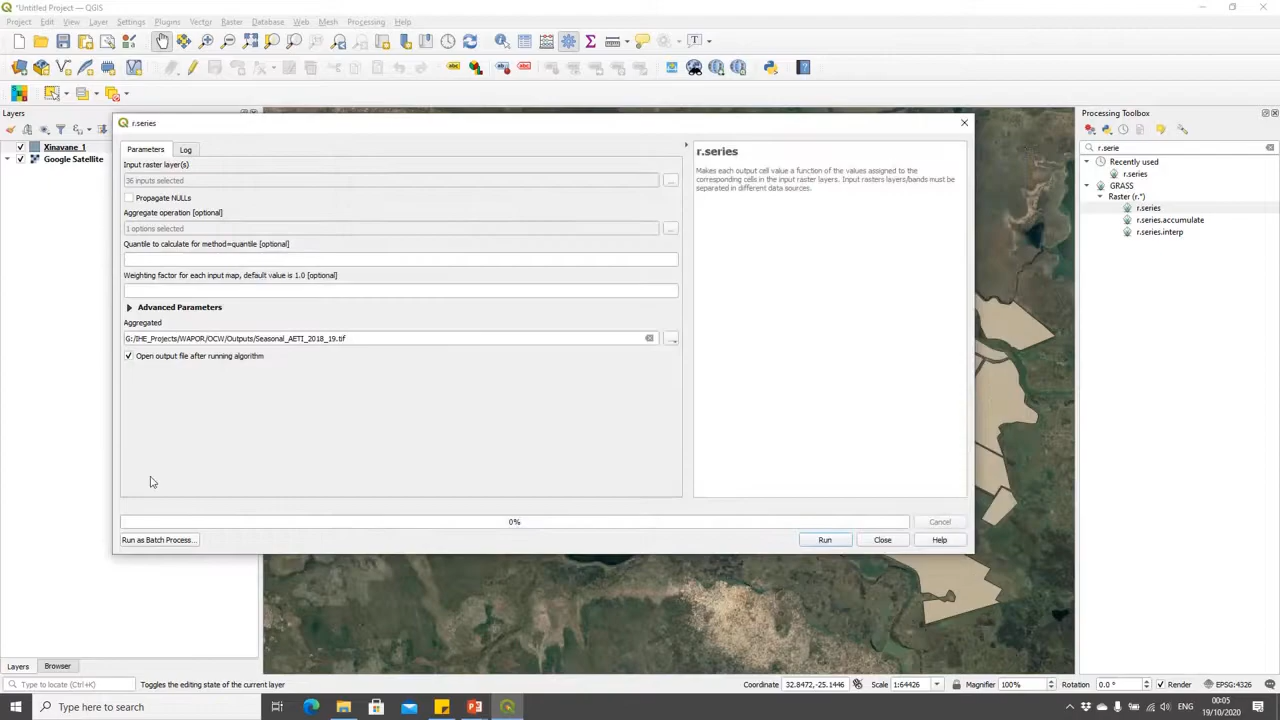 *Untitled Project — QGIS
Project Edit View Layer Settings Plugins Vector Raster Database Web Mesh Processing Help
Layers
Xinavane_1
Google Satellite
r.series
Parameters Log
Input raster layer(s)
36 inputs selected
...
Propagate NULLs
Aggregate operation [optional]
1 options selected
...
Quantile to calculate for method=quantile [optional]
Weighting factor for each input map, default value is 1.0 [optional]
Advanced Parameters
Aggregated
G:/IHE_Projects/WAPOR/OCW/Outputs/Seasonal_AETI_2018_19.tif
...
Open output file after running algorithm
r.series
Makes each output cell value a function of the values assigned to the
corresponding cells in the input raster layers. Input rasters layers/bands must be
separated in different data sources.
0%
Cancel
Run as Batch Process...
Run Close Help
Processing Toolbox
r.serie
Recently used
r.series
GRASS
Raster (r.*)
r.series
r.series.accumulate
r.series.interp
Layers Browser
Type to locate (Ctrl+K)
Toggles the editing state of the current layer
Coordinate 32.8472,-25.1446
Scale 1:64426
Magnifier 100%
Rotation 0.0 °
Render
EPSG:4326
Type here to search
00:05
19/10/2020